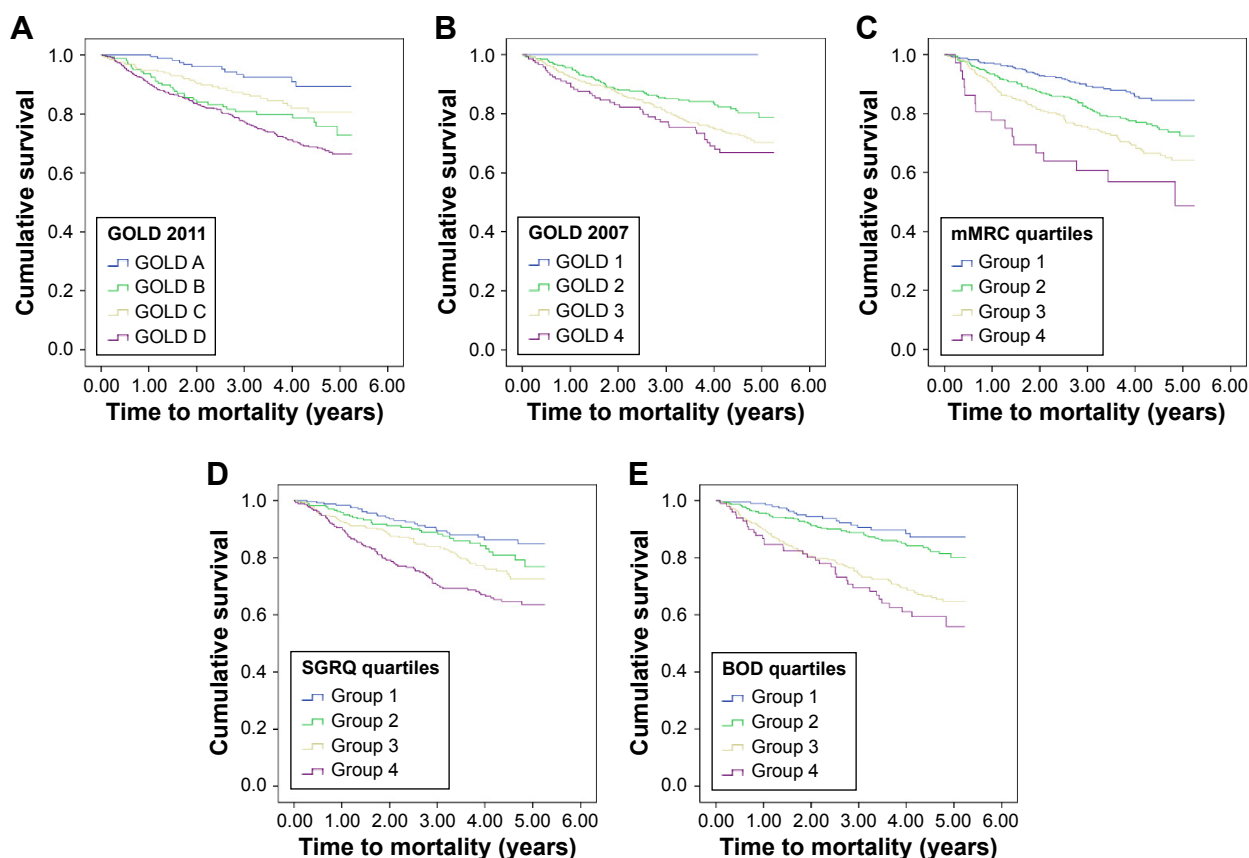 A
Cumulative survival
1.0
0.8
0.6
0.4
0.2
0.0
GOLD 2011
GOLD A
GOLD B
GOLD C
GOLD D
0.00 1.00 2.00 3.00 4.00 5.00 6.00
Time to mortality (years)
B
Cumulative survival
1.0
0.8
0.6
0.4
0.2
0.0
GOLD 2007
GOLD 1
GOLD 2
GOLD 3
GOLD 4
0.00 1.00 2.00 3.00 4.00 5.00 6.00
Time to mortality (years)
C
Cumulative survival
1.0
0.8
0.6
0.4
0.2
0.0
mMRC quartiles
Group 1
Group 2
Group 3
Group 4
0.00 1.00 2.00 3.00 4.00 5.00 6.00
Time to mortality (years)
D
Cumulative survival
1.0
0.8
0.6
0.4
0.2
0.0
SGRQ quartiles
Group 1
Group 2
Group 3
Group 4
0.00 1.00 2.00 3.00 4.00 5.00 6.00
Time to mortality (years)
E
Cumulative survival
1.0
0.8
0.6
0.4
0.2
0.0
BOD quartiles
Group 1
Group 2
Group 3
Group 4
0.00 1.00 2.00 3.00 4.00 5.00 6.00
Time to mortality (years)